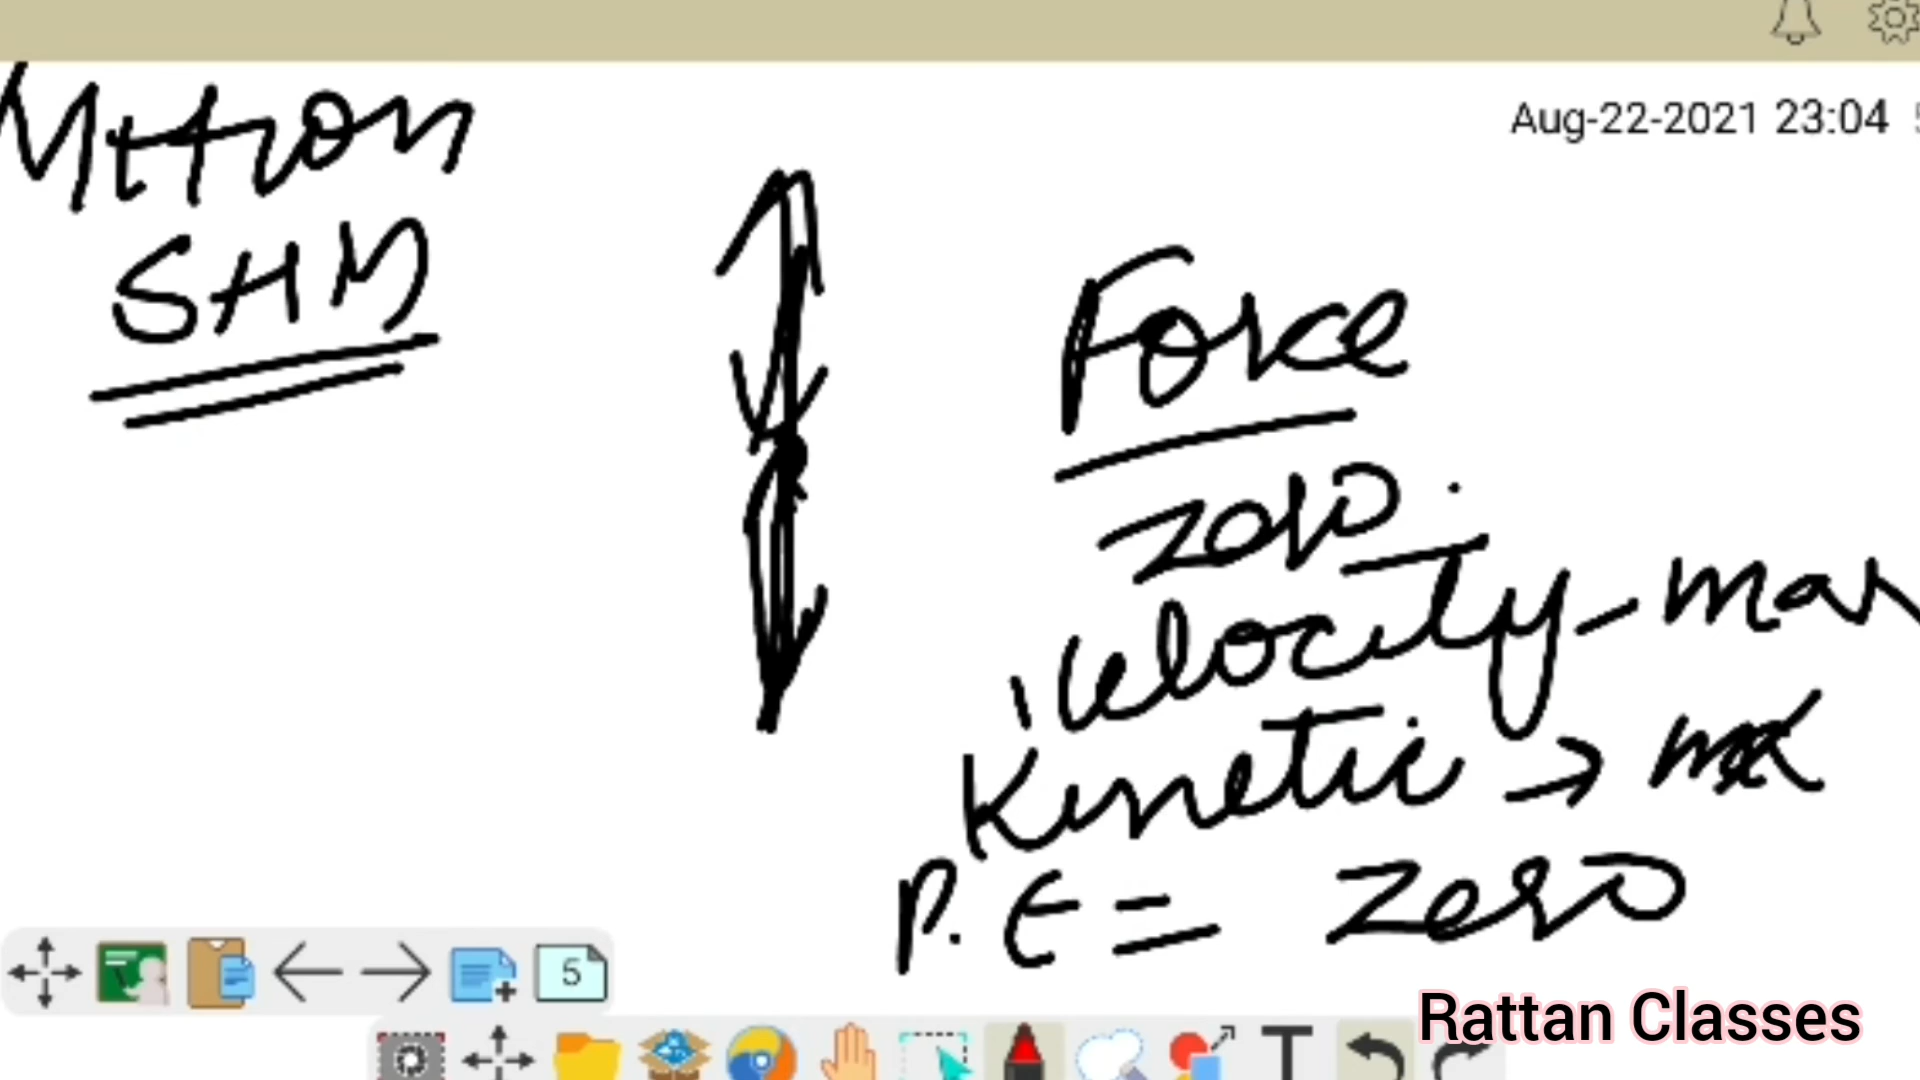 Aug-22-2021 23:04
Motion
SHM
Force
zero.
Velocity - max
Kinetic → max
P.E = zero
5
T
Rattan Classes